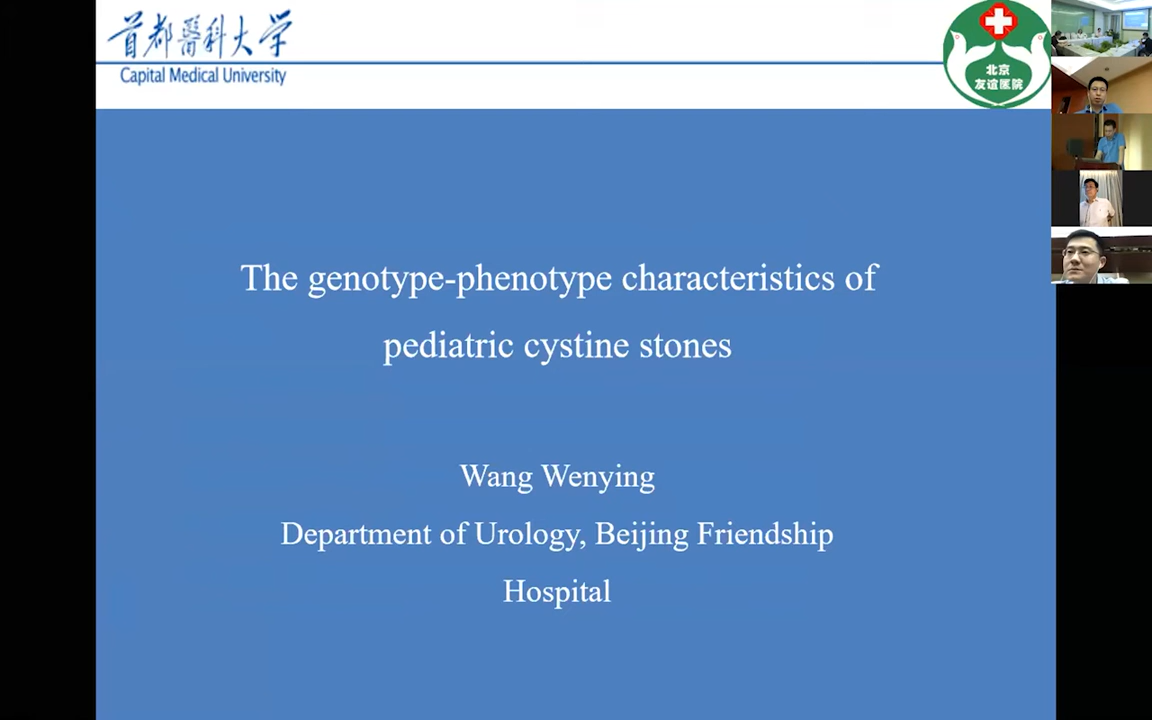 首都醫科大学
Capital Medical University
北京
友谊医院
The genotype-phenotype characteristics of
pediatric cystine stones
Wang Wenying
Department of Urology, Beijing Friendship
Hospital